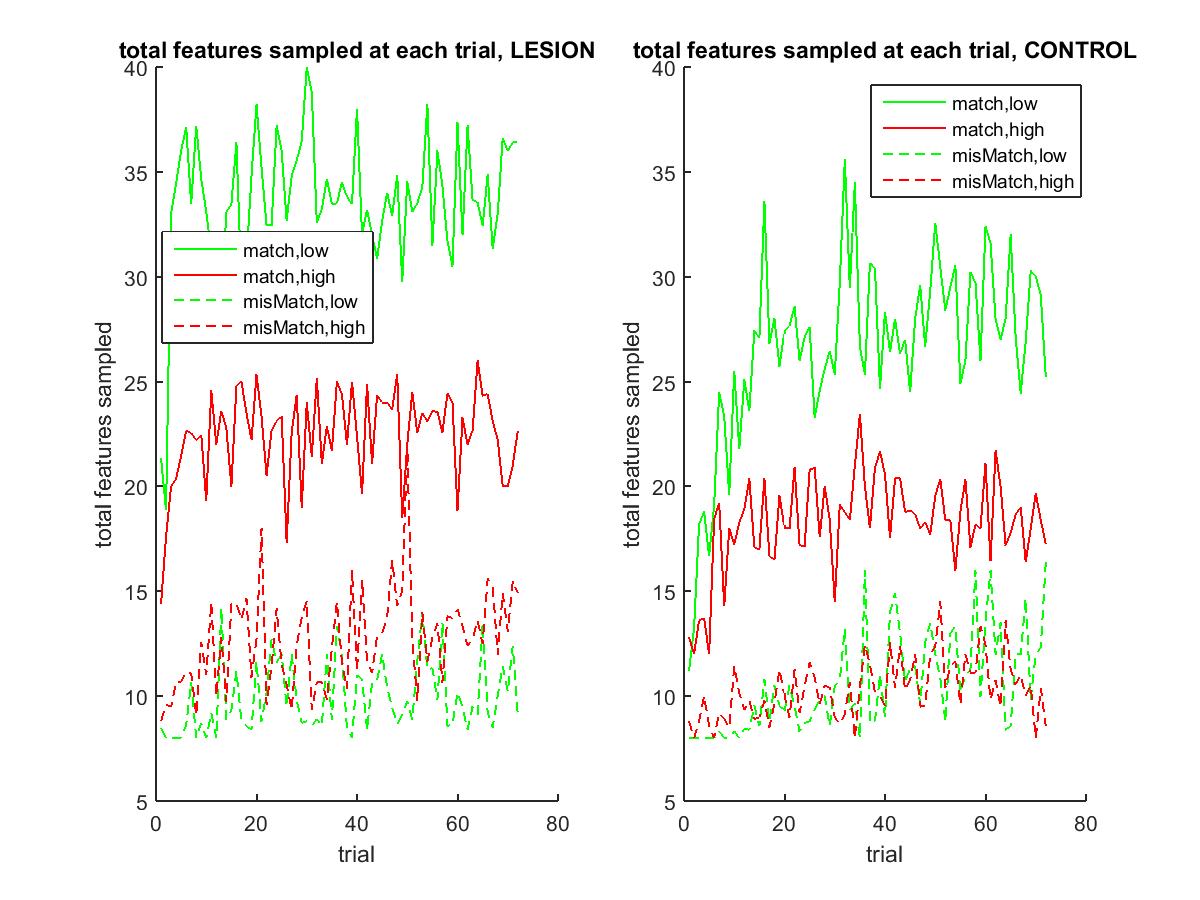 total features sampled at each trial, LESION
40
35
30
25
20
15
10
5
0
20
40
60
80
trial
total features sampled
match,low
match,high
misMatch,low
misMatch,high
total features sampled at each trial, CONTROL
40
35
30
25
20
15
10
5
0
20
40
60
80
trial
total features sampled
match,low
match,high
misMatch,low
misMatch,high